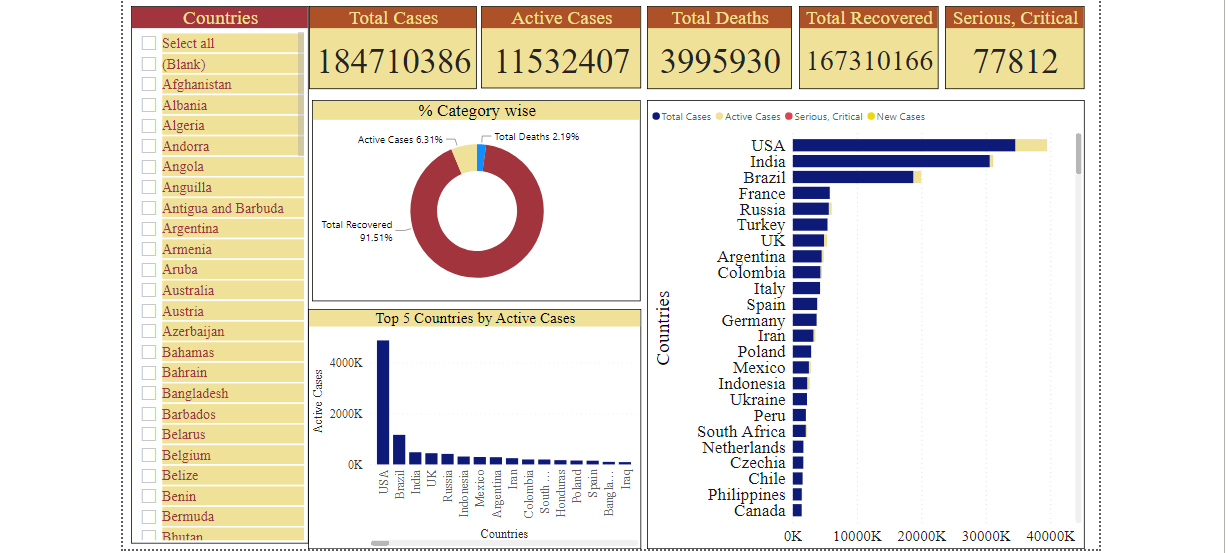 Countries
Select all
(Blank)
Afghanistan
Albania
Algeria
Andorra
Angola
Anguilla
Antigua and Barbuda
Argentina
Armenia
Aruba
Australia
Austria
Azerbaijan
Bahamas
Bahrain
Bangladesh
Barbados
Belarus
Belgium
Belize
Benin
Bermuda
Bhutan
Total Cases
184710386
Active Cases
11532407
Total Deaths
3995930
Total Recovered
167310166
Serious, Critical
77812
% Category wise
Active Cases 6.31%
Total Deaths 2.19%
Total Recovered
91.51%
Top 5 Countries by Active Cases
Active Cases
4000K
2000K
0K
USA
Brazil
India
UK
Russia
Indonesia
Mexico
Argentina
Iran
Colombia
South ...
Honduras
Poland
Spain
Bangla...
Iraq
Countries
Total Cases
Active Cases
Serious, Critical
New Cases
Countries
USA
India
Brazil
France
Russia
Turkey
UK
Argentina
Colombia
Italy
Spain
Germany
Iran
Poland
Mexico
Indonesia
Ukraine
Peru
South Africa
Netherlands
Czechia
Chile
Philippines
Canada
0K 10000K 20000K 30000K 40000K